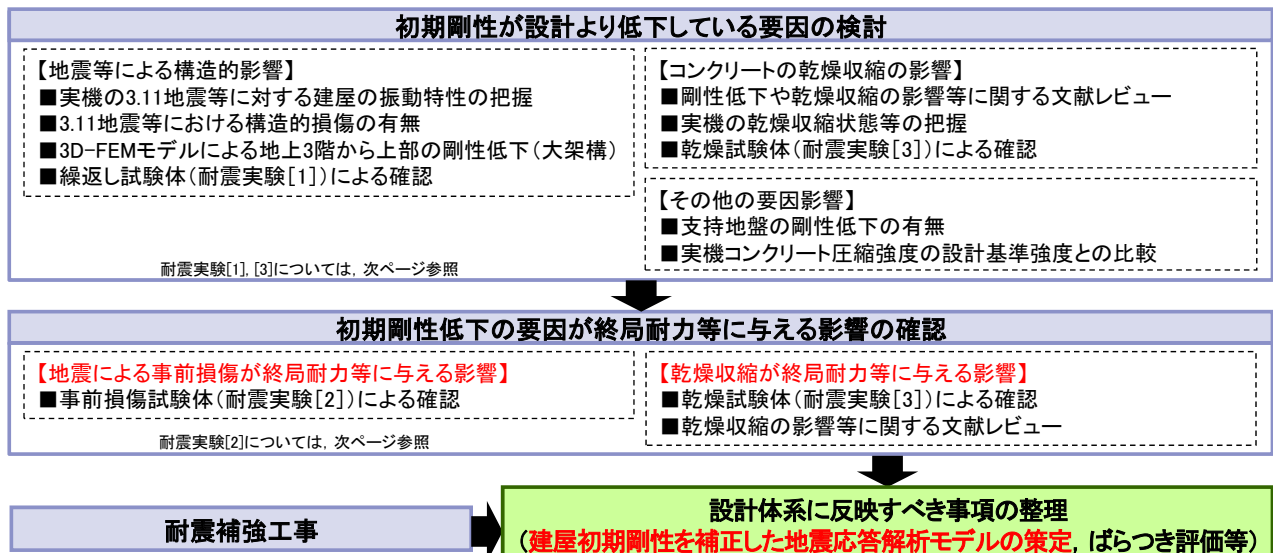 初期剛性が設計より低下している要因の検討
【地震等による構造的影響】
■実機の3.11地震等に対する建屋の振動特性の把握
■3.11地震等における構造的損傷の有無
■3D-FEMモデルによる地上3階から上部の剛性低下(大架構)
■繰返し試験体(耐震実験[1])による確認
耐震実験[1], [3]については, 次ページ参照
【コンクリートの乾燥収縮の影響】
■剛性低下や乾燥収縮の影響等に関する文献レビュー
■実機の乾燥収縮状態等の把握
■乾燥試験体(耐震実験[3])による確認
【その他の要因影響】
■支持地盤の剛性低下の有無
■実機コンクリート圧縮強度の設計基準強度との比較
初期剛性低下の要因が終局耐力等に与える影響の確認
【地震による事前損傷が終局耐力等に与える影響】
■事前損傷試験体(耐震実験[2])による確認
耐震実験[2]については, 次ページ参照
【乾燥収縮が終局耐力等に与える影響】
■乾燥試験体(耐震実験[3])による確認
■乾燥収縮の影響等に関する文献レビュー
耐震補強工事
設計体系に反映すべき事項の整理
(建屋初期剛性を補正した地震応答解析モデルの策定, ばらつき評価等)